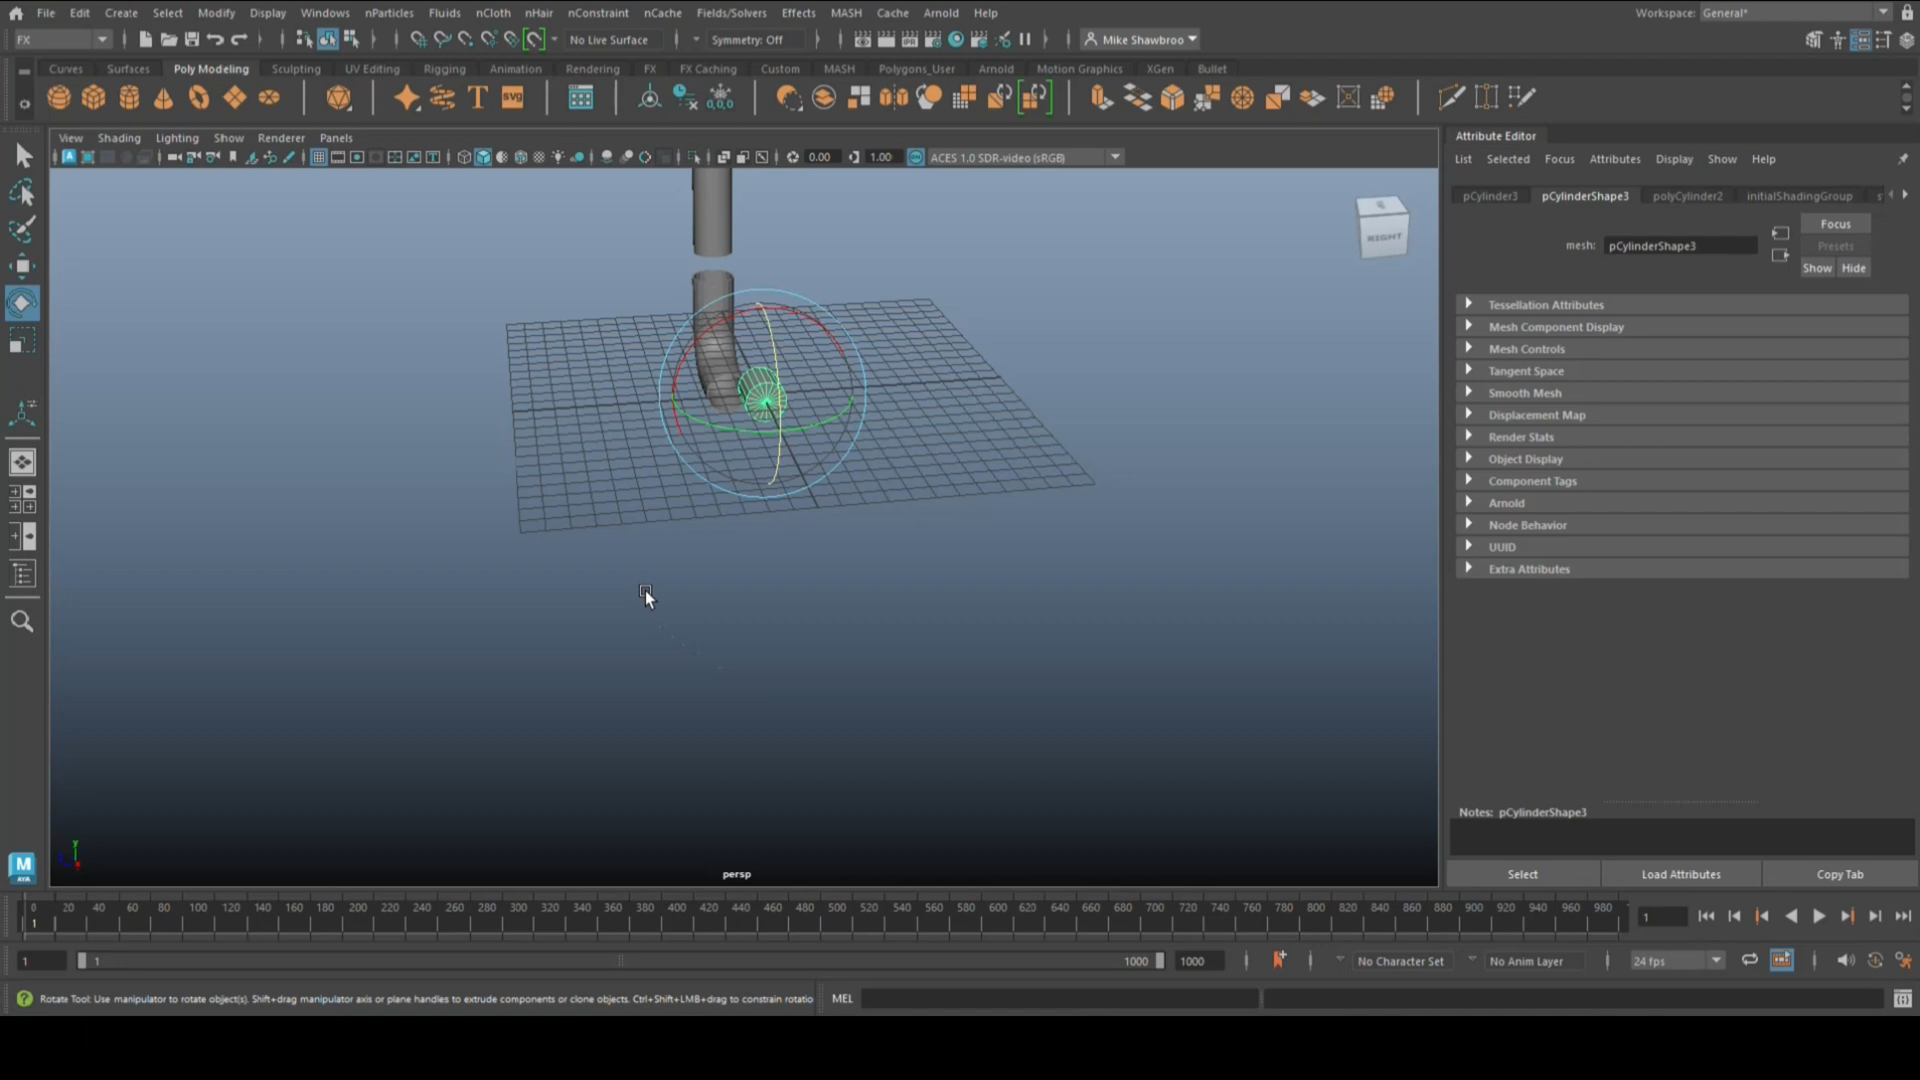 File Edit Create Select Modify Display Windows nParticles Fluids nCloth nHair nConstraint nCache Fields/Solvers Effects MASH Cache Arnold Help Workspace: General*
FX No Live Surface Symmetry: Off Mike Shawbroo
Curves Surfaces Poly Modeling Sculpting UV Editing Rigging Animation Rendering FX FX Caching Custom MASH Polygons_User Arnold Motion Graphics XGen Bullet
T SVG 0,0,0
View Shading Lighting Show Renderer Panels
0.00 1.00 ACES 1.0 SDR-video (sRGB)
Attribute Editor
List Selected Focus Attributes Display Show Help
pCylinder3 pCylinderShape3 polyCylinder2 initialShadingGroup
Focus
mesh: pCylinderShape3 Presets
Show Hide
RIGHT
Tessellation Attributes
Mesh Component Display
Mesh Controls
Tangent Space
Smooth Mesh
Displacement Map
Render Stats
Object Display
Component Tags
Arnold
Node Behavior
UUID
Extra Attributes
Notes: pCylinderShape3
Select Load Attributes Copy Tab
M
AYA
y
persp
0 20 40 60 80 100 120 140 160 180 200 220 240 260 280 300 320 340 360 380 400 420 440 460 480 500 520 540 560 580 600 620 640 660 680 700 720 740 760 780 800 820 840 860 880 900 920 940 960 980
1 1
1 1 1000 1000 No Character Set No Anim Layer 24 fps
Rotate Tool: Use manipulator to rotate object(s). Shift+drag manipulator axis or plane handles to extrude components or clone objects. Ctrl+Shift+LMB+drag to constrain rotatio MEL